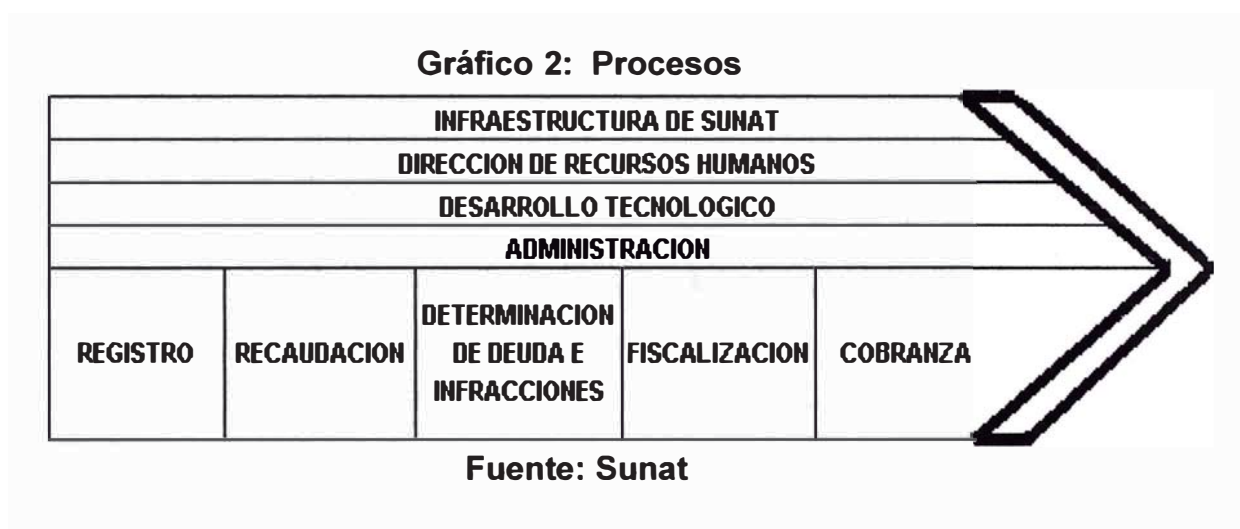 Gráfico 2: Procesos
INFRAESTRUCTURA DE SUNAT
DIRECCION DE RECURSOS HUMANOS
DESARROLLO TECNOLOGICO
ADMINISTRACION
REGISTRO
RECAUDACION
DETERMINACION
DE DEUDA E
INFRACCIONES
FISCALIZACION
COBRANZA
Fuente: Sunat